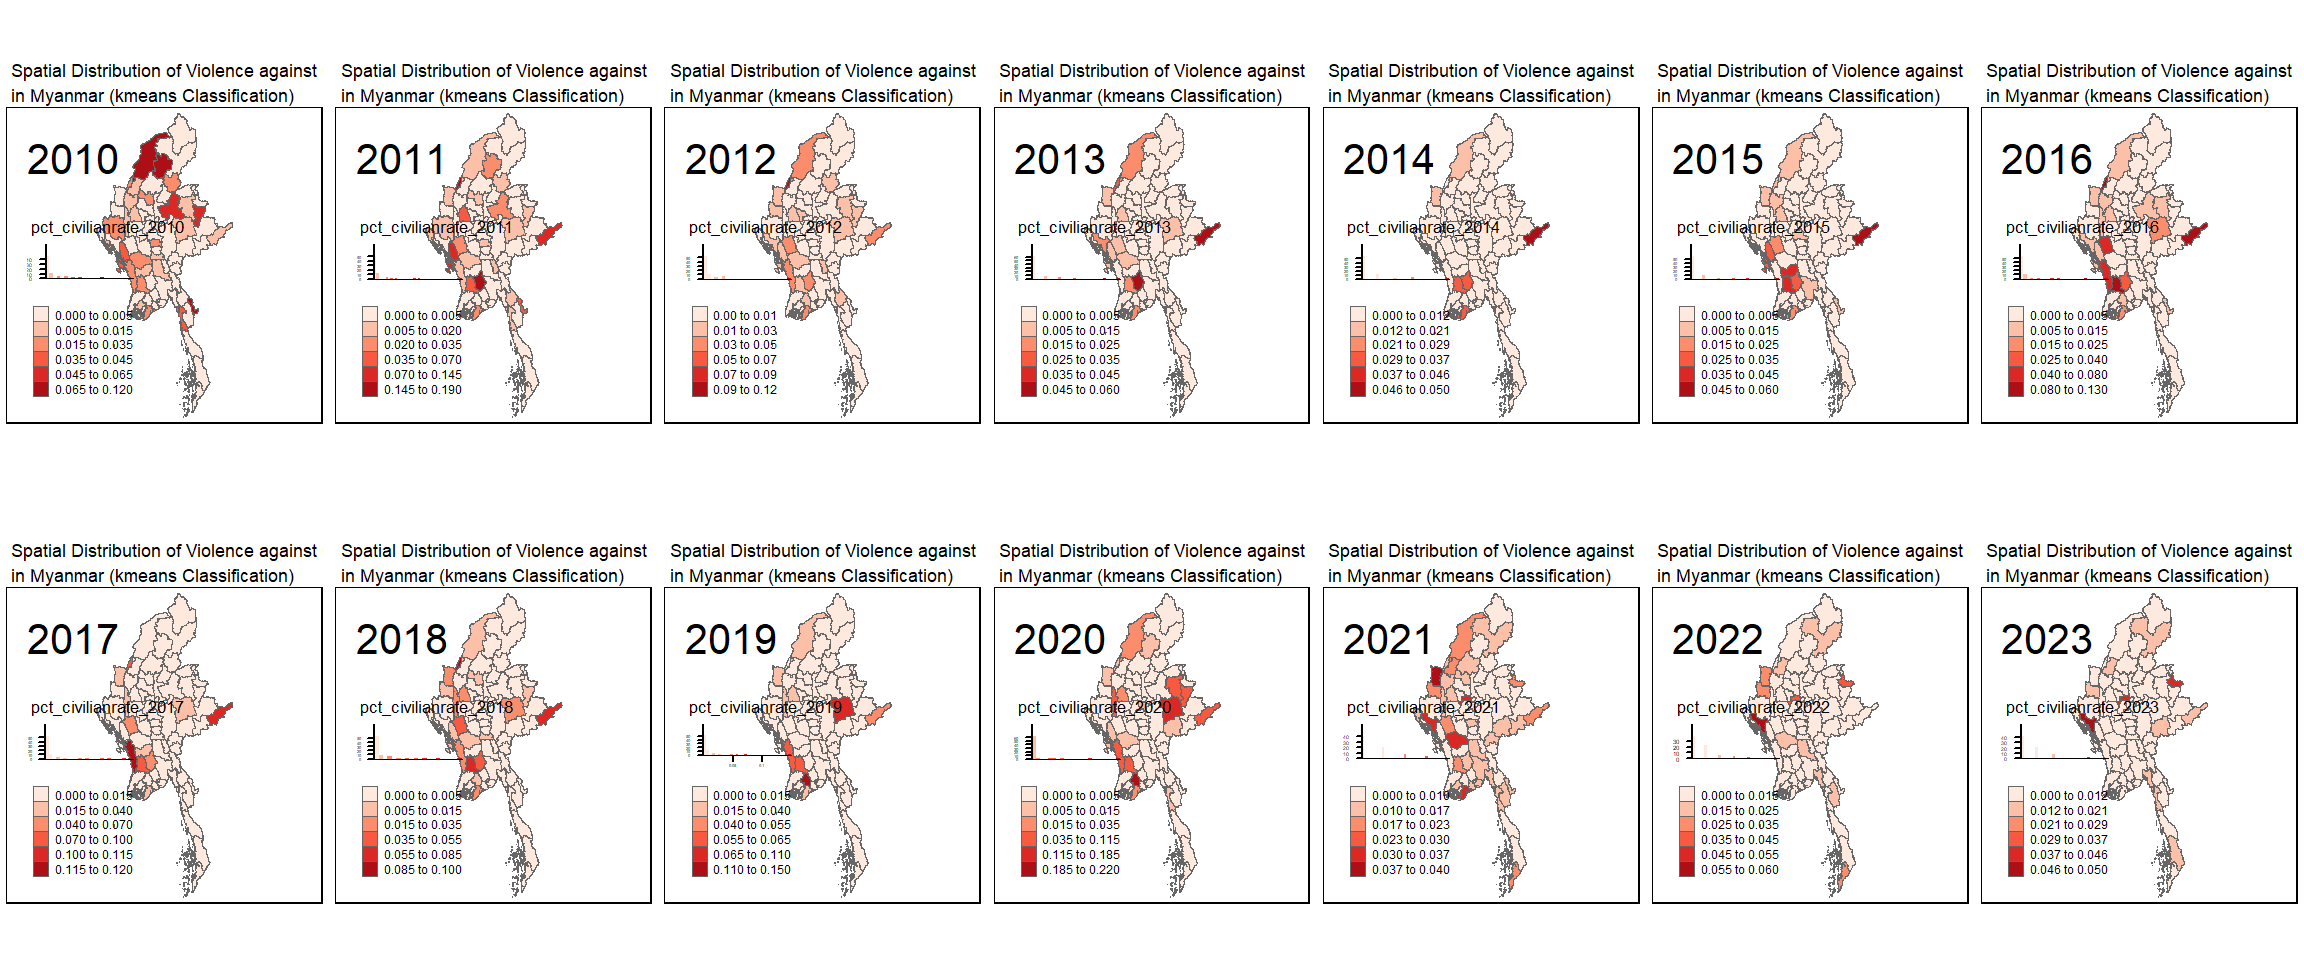 Spatial Distribution of Violence against
in Myanmar (kmeans Classification)
2010
pct_civilianrate_2010
0.000 to 0.005
0.005 to 0.015
0.015 to 0.035
0.035 to 0.045
0.045 to 0.065
0.065 to 0.120
Spatial Distribution of Violence against
in Myanmar (kmeans Classification)
2011
pct_civilianrate_2011
0.000 to 0.005
0.005 to 0.020
0.020 to 0.035
0.035 to 0.070
0.070 to 0.145
0.145 to 0.190
Spatial Distribution of Violence against
in Myanmar (kmeans Classification)
2012
pct_civilianrate_2012
0.00 to 0.01
0.01 to 0.03
0.03 to 0.05
0.05 to 0.07
0.07 to 0.09
0.09 to 0.12
Spatial Distribution of Violence against
in Myanmar (kmeans Classification)
2013
pct_civilianrate_2013
0.000 to 0.005
0.005 to 0.015
0.015 to 0.025
0.025 to 0.035
0.035 to 0.045
0.045 to 0.060
Spatial Distribution of Violence against
in Myanmar (kmeans Classification)
2014
pct_civilianrate_2014
0.000 to 0.012
0.012 to 0.021
0.021 to 0.029
0.029 to 0.037
0.037 to 0.046
0.046 to 0.050
Spatial Distribution of Violence against
in Myanmar (kmeans Classification)
2015
pct_civilianrate_2015
0.000 to 0.005
0.005 to 0.015
0.015 to 0.025
0.025 to 0.035
0.035 to 0.045
0.045 to 0.060
Spatial Distribution of Violence against
in Myanmar (kmeans Classification)
2016
pct_civilianrate_2016
0.000 to 0.005
0.005 to 0.015
0.015 to 0.025
0.025 to 0.040
0.040 to 0.080
0.080 to 0.130
Spatial Distribution of Violence against
in Myanmar (kmeans Classification)
2017
pct_civilianrate_2017
0.000 to 0.015
0.015 to 0.040
0.040 to 0.070
0.070 to 0.100
0.100 to 0.115
0.115 to 0.120
Spatial Distribution of Violence against
in Myanmar (kmeans Classification)
2018
pct_civilianrate_2018
0.000 to 0.005
0.005 to 0.015
0.015 to 0.035
0.035 to 0.055
0.055 to 0.085
0.085 to 0.100
Spatial Distribution of Violence against
in Myanmar (kmeans Classification)
2019
pct_civilianrate_2019
0.000 to 0.015
0.015 to 0.040
0.040 to 0.055
0.055 to 0.065
0.065 to 0.110
0.110 to 0.150
Spatial Distribution of Violence against
in Myanmar (kmeans Classification)
2020
pct_civilianrate_2020
0.000 to 0.005
0.005 to 0.015
0.015 to 0.035
0.035 to 0.115
0.115 to 0.185
0.185 to 0.220
Spatial Distribution of Violence against
in Myanmar (kmeans Classification)
2021
pct_civilianrate_2021
0.000 to 0.010
0.010 to 0.017
0.017 to 0.023
0.023 to 0.030
0.030 to 0.037
0.037 to 0.040
Spatial Distribution of Violence against
in Myanmar (kmeans Classification)
2022
pct_civilianrate_2022
0.000 to 0.015
0.015 to 0.025
0.025 to 0.035
0.035 to 0.045
0.045 to 0.055
0.055 to 0.060
Spatial Distribution of Violence against
in Myanmar (kmeans Classification)
2023
pct_civilianrate_2023
0.000 to 0.012
0.012 to 0.021
0.021 to 0.029
0.029 to 0.037
0.037 to 0.046
0.046 to 0.050